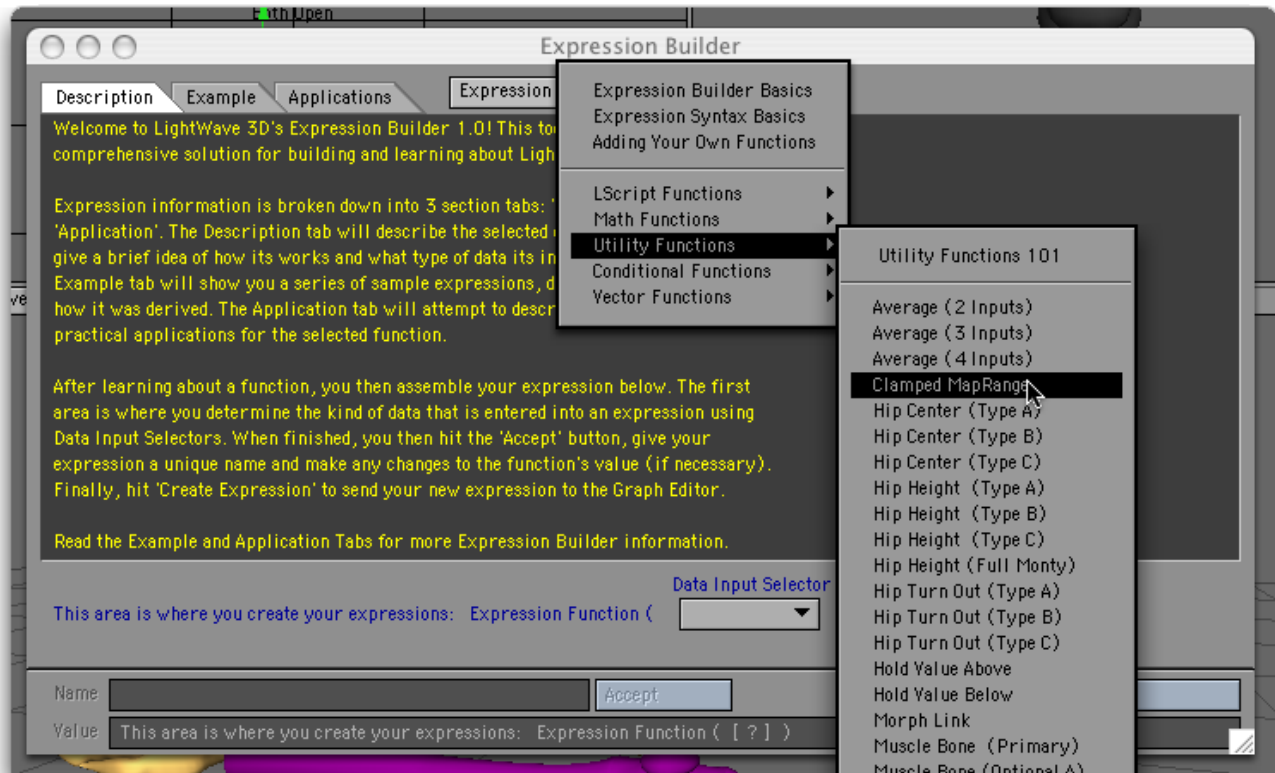 Path Open
Expression Builder
Description
Example
Applications
Expression
Welcome to LightWave 3D's Expression Builder 1.0! This to
comprehensive solution for building and learning about Ligh
Expression information is broken down into 3 section tabs: '
'Application'. The Description tab will describe the selected
give a brief idea of how its works and what type of data its in
Example tab will show you a series of sample expressions, d
how it was derived. The Application tab will attempt to descr
practical applications for the selected function.
After learning about a function, you then assemble your expression below. The first
area is where you determine the kind of data that is entered into an expression using
Data Input Selectors. When finished, you then hit the 'Accept' button, give your
expression a unique name and make any changes to the function's value (if necessary).
Finally, hit 'Create Expression' to send your new expression to the Graph Editor.
Read the Example and Application Tabs for more Expression Builder information.
Data Input Selector
This area is where you create your expressions: Expression Function (
Name
Accept
Value
This area is where you create your expressions: Expression Function ( [ ? ] )
Expression Builder Basics
Expression Syntax Basics
Adding Your Own Functions
LScript Functions
Math Functions
Utility Functions
Conditional Functions
Vector Functions
Utility Functions 101
Average (2 Inputs)
Average (3 Inputs)
Average (4 Inputs)
Clamped MapRange
Hip Center (Type A)
Hip Center (Type B)
Hip Center (Type C)
Hip Height (Type A)
Hip Height (Type B)
Hip Height (Type C)
Hip Height (Full Monty)
Hip Turn Out (Type A)
Hip Turn Out (Type B)
Hip Turn Out (Type C)
Hold Value Above
Hold Value Below
Morph Link
Muscle Bone (Primary)
Muscle Bone (Optional A)